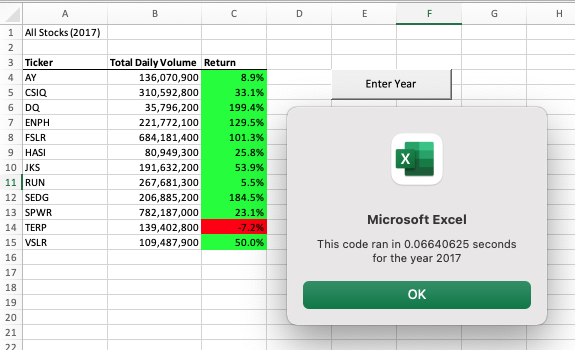 A B C D E F G H
1 All Stocks (2017)
2
3 Ticker Total Daily Volume Return
4 AY 136,070,900 8.9%
Enter Year
5 CSIQ 310,592,800 33.1%
6 DQ 35,796,200 199.4%
7 ENPH 221,772,100 129.5%
8 FSLR 684,181,400 101.3%
9 HASI 80,949,300 25.8%
10 JKS 191,632,200 53.9%
11 RUN 267,681,300 5.5%
12 SEDG 206,885,200 184.5%
13 SPWR 782,187,000 23.1%
14 TERP 139,402,800 -7.2%
15 VSLR 109,487,900 50.0%
16
17
18
19
20
21
22
X
Microsoft Excel
This code ran in 0.06640625 seconds
for the year 2017
OK